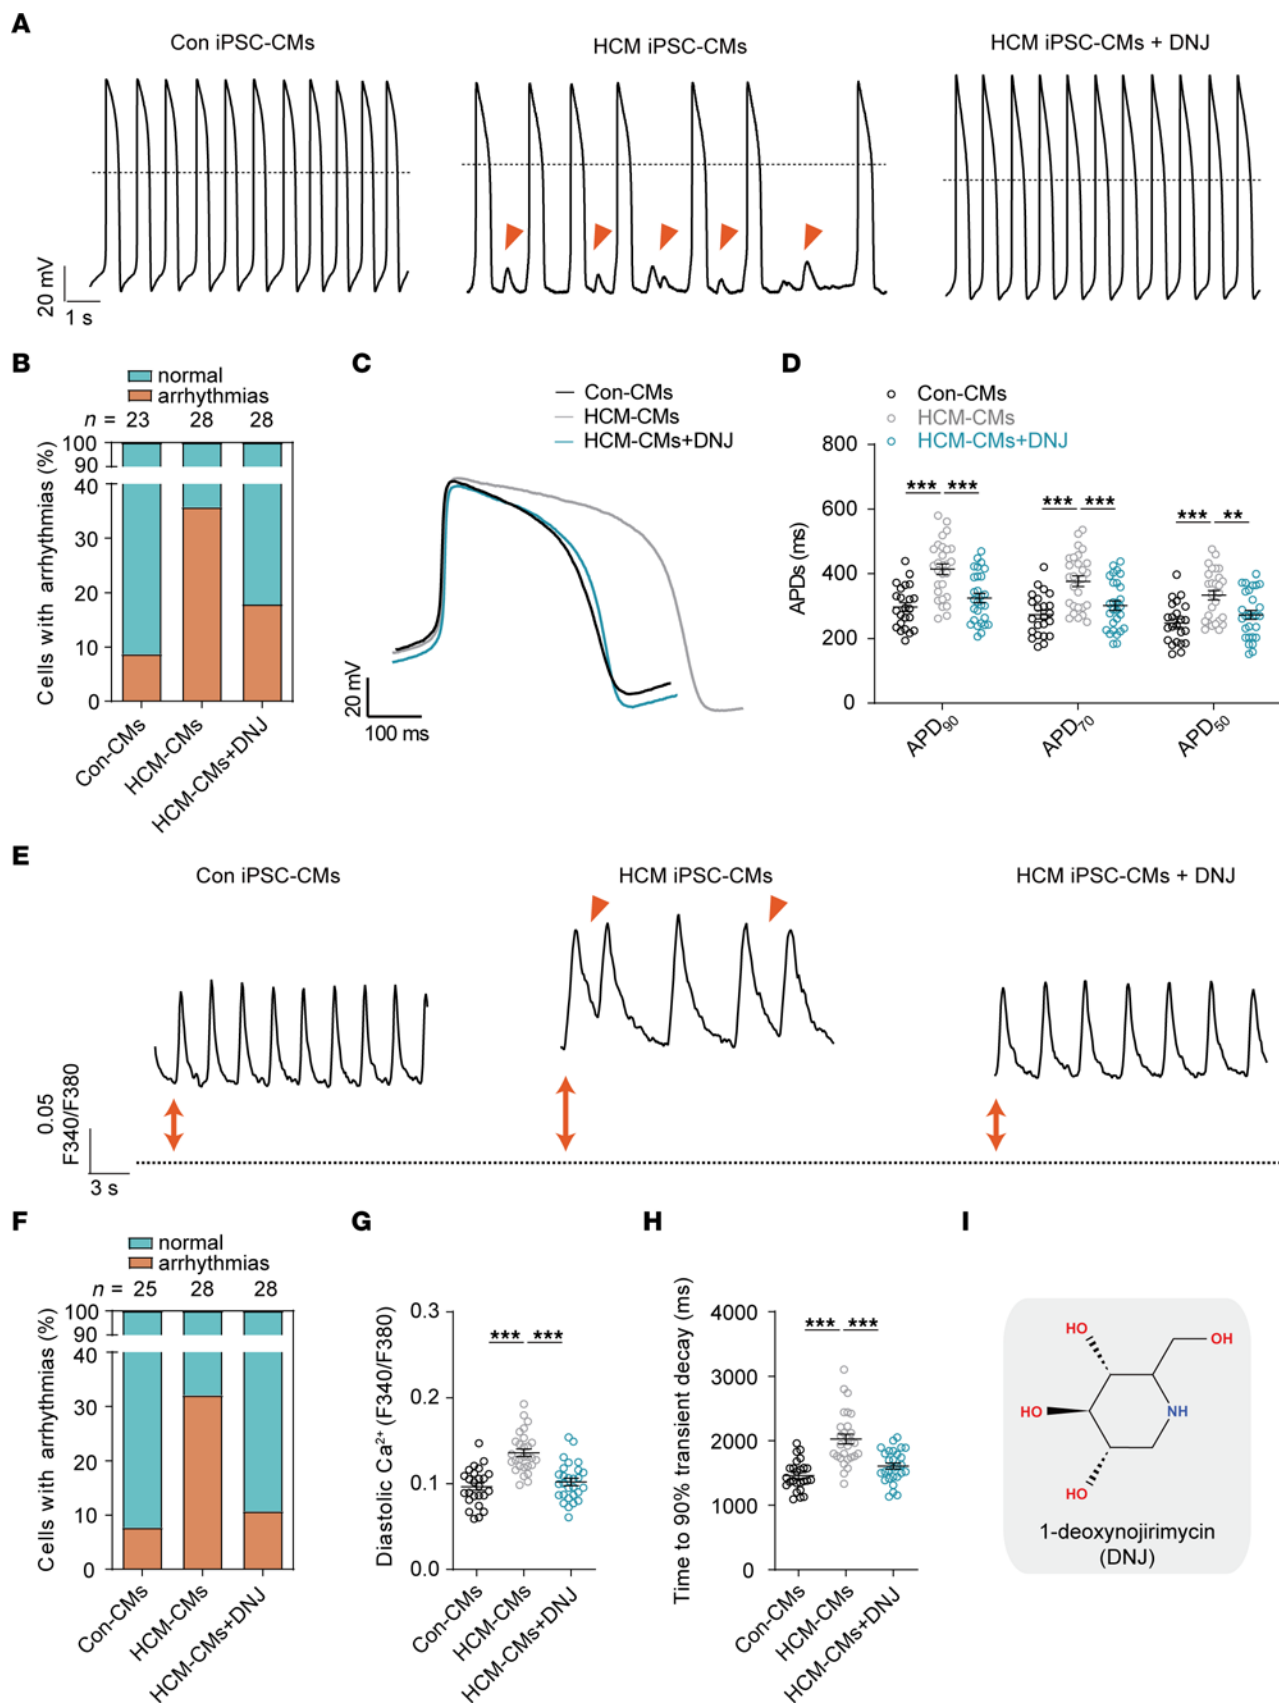 A
Con iPSC-CMs
HCM iPSC-CMs
HCM iPSC-CMs + DNJ
20 mV
1 s
B
normal
arrhythmias
n = 23 28 28
Cells with arrhythmias (%)
100
90
40
30
20
10
0
Con-CMs
HCM-CMs
HCM-CMs+DNJ
C
Con-CMs
HCM-CMs
HCM-CMs+DNJ
20 mV
100 ms
D
Con-CMs
HCM-CMs
HCM-CMs+DNJ
APDs (ms)
800
600
400
200
0
*** ***
*** ***
*** **
APD90
APD70
APD50
E
Con iPSC-CMs
HCM iPSC-CMs
HCM iPSC-CMs + DNJ
0.05
F340/F380
3 s
F
normal
arrhythmias
n = 25 28 28
Cells with arrhythmias (%)
100
90
40
30
20
10
0
Con-CMs
HCM-CMs
HCM-CMs+DNJ
G
Diastolic Ca2+ (F340/F380)
0.3
0.2
0.1
0.0
*** ***
Con-CMs
HCM-CMs
HCM-CMs+DNJ
H
Time to 90% transient decay (ms)
4000
3000
2000
1000
0
*** ***
Con-CMs
HCM-CMs
HCM-CMs+DNJ
I
HO
OH
HO
NH
HO
1-deoxynojirimycin
(DNJ)